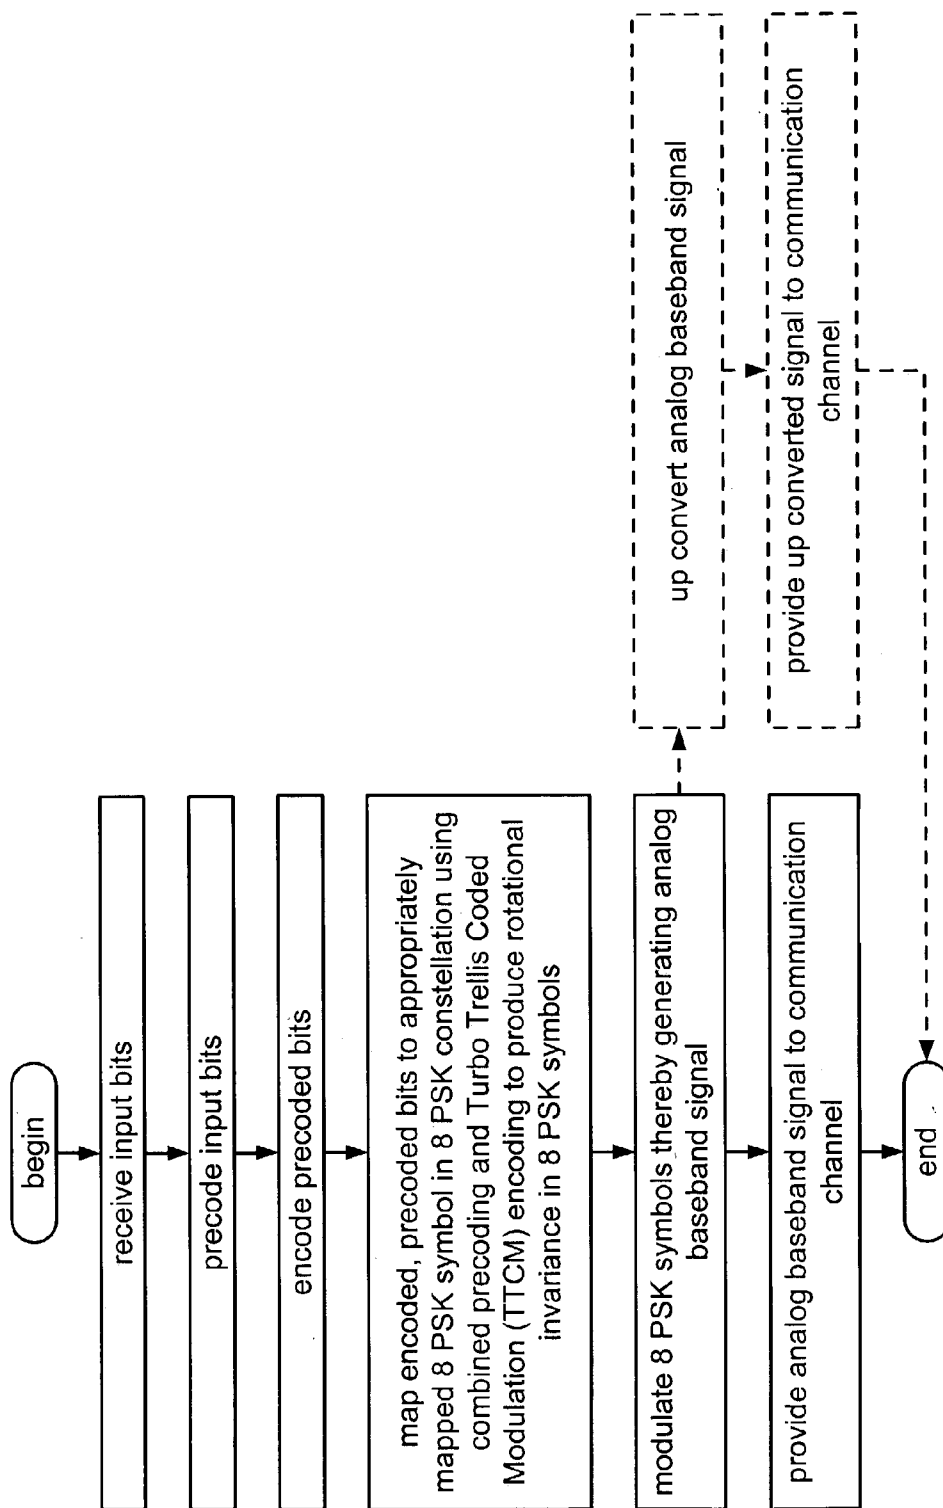 begin
receive input bits
precode input bits
encode precoded bits
map encoded, precoded bits to appropriately
mapped 8 PSK symbol in 8 PSK constellation using
combined precoding and Turbo Trellis Coded
Modulation (TTCM) encoding to produce rotational
invariance in 8 PSK symbols
modulate 8 PSK symbols thereby generating analog
baseband signal
up convert analog baseband signal
provide analog baseband signal to communication
channel
provide up converted signal to communication
channel
end